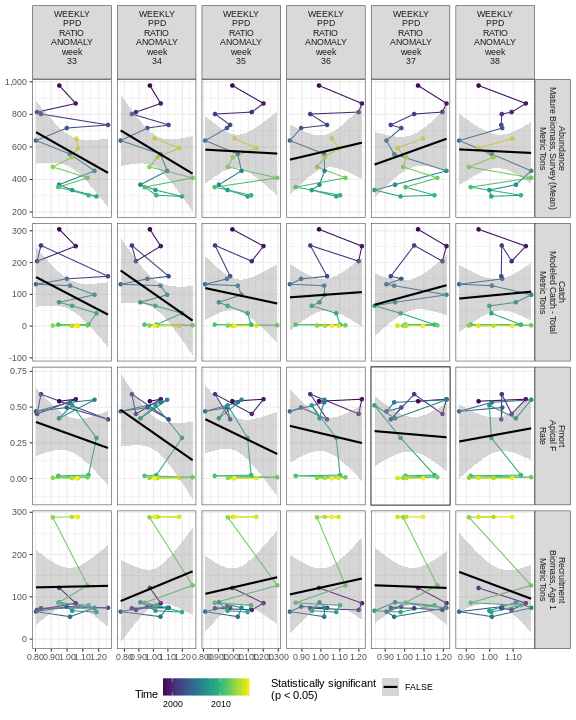 WEEKLY
PPD
RATIO
ANOMALY
week
33
WEEKLY
PPD
RATIO
ANOMALY
week
34
WEEKLY
PPD
RATIO
ANOMALY
week
35
WEEKLY
PPD
RATIO
ANOMALY
week
36
WEEKLY
PPD
RATIO
ANOMALY
week
37
WEEKLY
PPD
RATIO
ANOMALY
week
38
1,000
800
600
400
200
Abundance
Mature Biomass, Survey (Mean)
Metric Tons
300
200
100
0
-100
Catch
Modeled Catch - Total
Metric Tons
0.75
0.50
0.25
0.00
Fmort
Apical F
Rate
300
200
100
0
Recruitment
Biomass, Age 1
Metric Tons
0.80 0.90 1.00 1.10 1.20
0.80 0.90 1.00 1.10 1.20
0.80 0.90 1.00 1.10 1.20 1.30
0.90 1.00 1.10 1.20
0.90 1.00 1.10 1.20
0.90 1.00 1.10
Time
2000 2010
Statistically significant
(p < 0.05)
FALSE